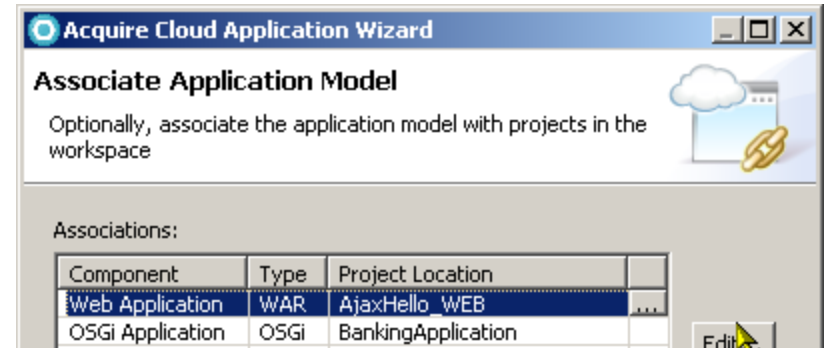 Acquire Cloud Application Wizard
Associate Application Model
Optionally, associate the application model with projects in the
workspace
Associations:
Component Type Project Location
Web Application WAR AjaxHello_WEB ...
OSGi Application OSGi BankingApplication
Edit